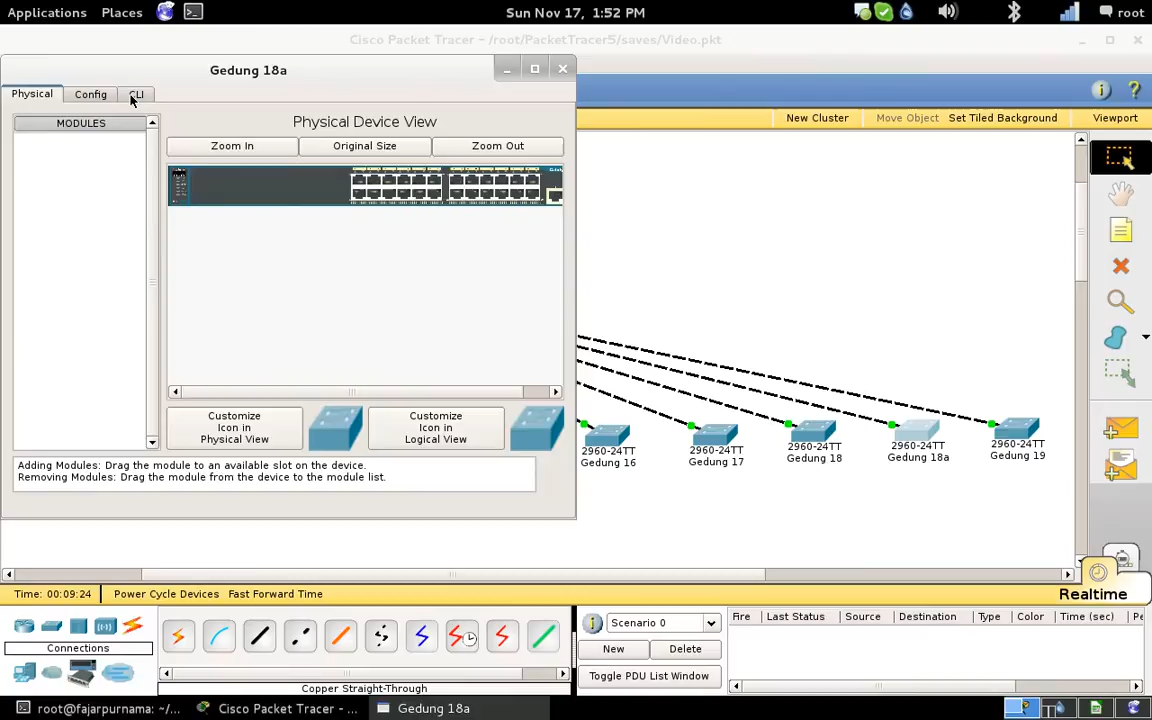 Applications Places Sun Nov 17, 1:52 PM root
Cisco Packet Tracer - /root/PacketTracer5/saves/Video.pkt
Gedung 18a
Physical Config CLI
MODULES
Physical Device View
Zoom In Original Size Zoom Out
Customize
Icon in
Physical View
Customize
Icon in
Logical View
Adding Modules: Drag the module to an available slot on the device.
Removing Modules: Drag the module from the device to the module list.
New Cluster Move Object Set Tiled Background Viewport
2960-24TT
Gedung 16
2960-24TT
Gedung 17
2960-24TT
Gedung 18
2960-24TT
Gedung 18a
2960-24TT
Gedung 19
Time: 00:09:24 Power Cycle Devices Fast Forward Time
Realtime
Connections
Copper Straight-Through
Scenario 0
New Delete
Toggle PDU List Window
Fire Last Status Source Destination Type Color Time (sec) Pe
root@fajarpurnama: ~/... Cisco Packet Tracer - ... Gedung 18a